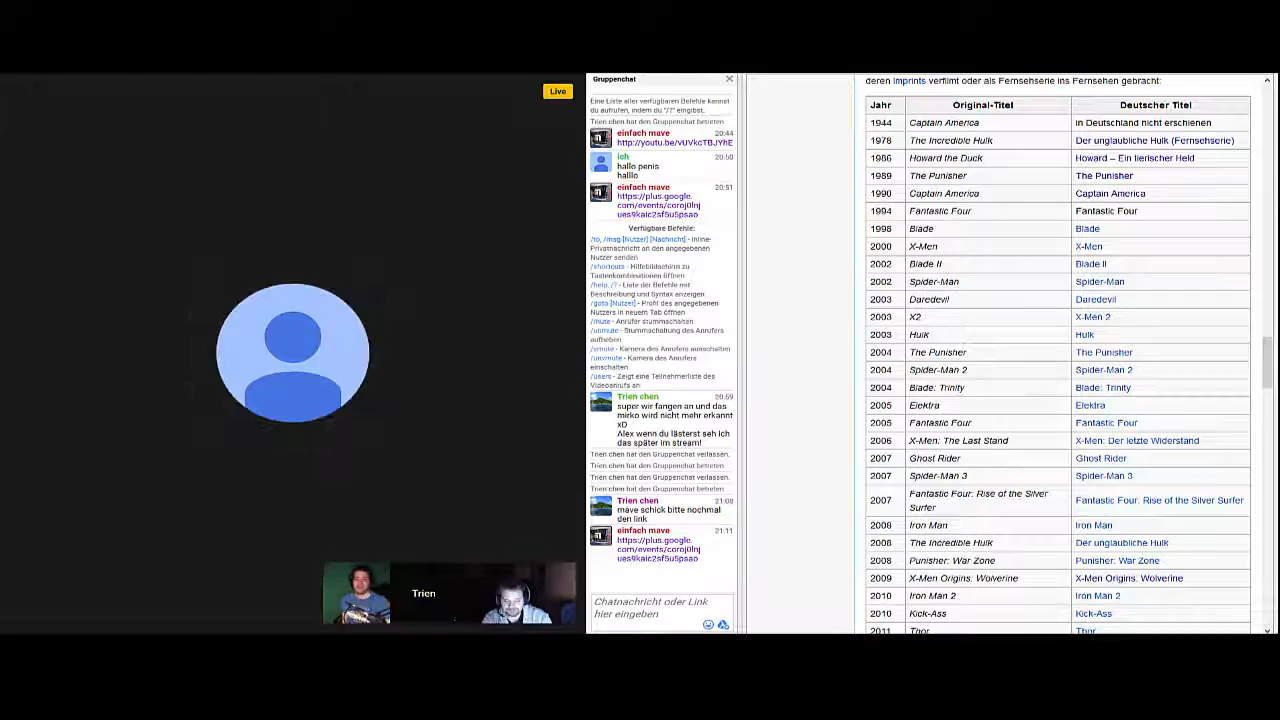 Live
Trien
Gruppenchat
Eine Liste aller verfügbaren Befehle kannst
du aufrufen, indem du "/?" eingibst.
Trien chen hat den Gruppenchat betreten
einfach mave 20:44
http://youtu.be/vUVkcTBJYhE
ich 20:50
hallo penis
halllo
einfach mave 20:51
https://plus.google.
com/events/coroj0lnj
ues9kaic2sf5u5psao
Verfügbare Befehle:
/to, /msg [Nutzer] [Nachricht] - Inline-
Privatnachricht an den angegebenen
Nutzer senden
/shortcuts - Hilfebildschirm zu
Tastenkombinationen öffnen
/help, /? - Liste der Befehle mit
Beschreibung und Syntax anzeigen
/goto [Nutzer] - Profil des angegebenen
Nutzers in neuem Tab öffnen
/mute - Anrufer stummschalten
/unmute - Stummschaltung des Anrufers
aufheben
/vmute - Kamera des Anrufers ausschalten
/unvmute - Kamera des Anrufers
einschalten
/users - Zeigt eine Teilnehmerliste des
Videoanrufs an
Trien chen 20:59
super wir fangen an und das
mirko wird nicht mehr erkannt
xD
Alex wenn du lästerst seh ich
das später im stream!
Trien chen hat den Gruppenchat verlassen.
Trien chen hat den Gruppenchat betreten
Trien chen hat den Gruppenchat verlassen.
Trien chen hat den Gruppenchat betreten
Trien chen 21:08
mave schick bitte nochmal
den link
einfach mave 21:11
https://plus.google.
com/events/coroj0lnj
ues9kaic2sf5u5psao
Chatnachricht oder Link
hier eingeben
deren Imprints verfilmt oder als Fernsehserie ins Fernsehen gebracht:
Jahr Original-Titel Deutscher Titel
1944 Captain America in Deutschland nicht erschienen
1978 The Incredible Hulk Der unglaubliche Hulk (Fernsehserie)
1986 Howard the Duck Howard – Ein tierischer Held
1989 The Punisher The Punisher
1990 Captain America Captain America
1994 Fantastic Four Fantastic Four
1998 Blade Blade
2000 X-Men X-Men
2002 Blade II Blade II
2002 Spider-Man Spider-Man
2003 Daredevil Daredevil
2003 X2 X-Men 2
2003 Hulk Hulk
2004 The Punisher The Punisher
2004 Spider-Man 2 Spider-Man 2
2004 Blade: Trinity Blade: Trinity
2005 Elektra Elektra
2005 Fantastic Four Fantastic Four
2006 X-Men: The Last Stand X-Men: Der letzte Widerstand
2007 Ghost Rider Ghost Rider
2007 Spider-Man 3 Spider-Man 3
2007 Fantastic Four: Rise of the Silver Surfer Fantastic Four: Rise of the Silver Surfer
2008 Iron Man Iron Man
2008 The Incredible Hulk Der unglaubliche Hulk
2008 Punisher: War Zone Punisher: War Zone
2009 X-Men Origins: Wolverine X-Men Origins: Wolverine
2010 Iron Man 2 Iron Man 2
2010 Kick-Ass Kick-Ass
2011 Thor Thor